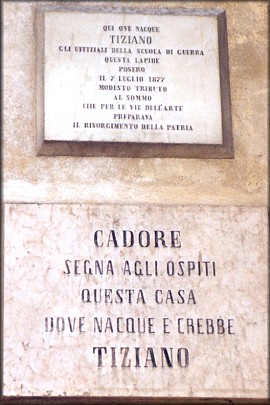 QUI OVE NACQUE
TIZIANO
GLI UFFIZIALI DELLA SCUOLA DI GUERRA
QUESTA LAPIDE
POSERO
IL 7 LUGLIO 1877
MODESTO TRIBUTO
AL SOMMO
CHE PER LE VIE DELL'ARTE
PREPARAVA
IL RISORGIMENTO DELLA PATRIA
CADORE
SEGNA AGLI OSPITI
QUESTA CASA
DOVE NACQUE E CREBBE
TIZIANO